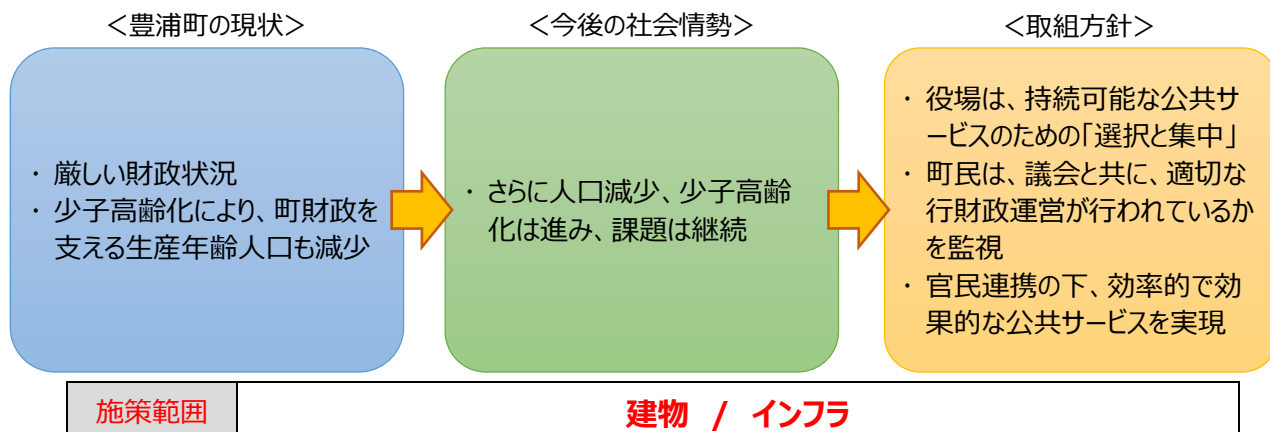 ＜豊浦町の現状＞
・ 厳しい財政状況
・ 少子高齢化により、町財政を
支える生産年齢人口も減少
＜今後の社会情勢＞
・ さらに人口減少、少子高齢
化は進み、課題は継続
＜取組方針＞
・ 役場は、持続可能な公共サ
ービスのための「選択と集中」
・ 町民は、議会と共に、適切な
行財政運営が行われているか
を監視
・ 官民連携の下、効率的で効
果的な公共サービスを実現
施策範囲
建物 / インフラ